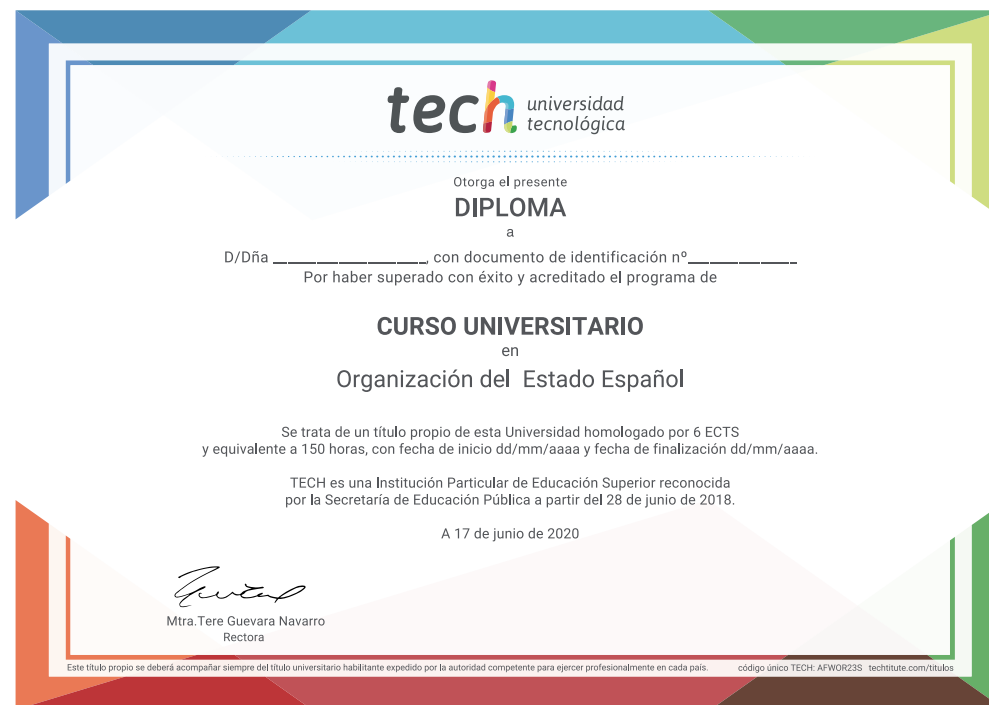 tech universidad
tecnológica
Otorga el presente
DIPLOMA
a
D/Dña ____________________, con documento de identificación nº______________
Por haber superado con éxito y acreditado el programa de
CURSO UNIVERSITARIO
en
Organización del Estado Español
Se trata de un título propio de esta Universidad homologado por 6 ECTS
y equivalente a 150 horas, con fecha de inicio dd/mm/aaaa y fecha de finalización dd/mm/aaaa.
TECH es una Institución Particular de Educación Superior reconocida
por la Secretaría de Educación Pública a partir del 28 de junio de 2018.
A 17 de junio de 2020
Mtra.Tere Guevara Navarro
Rectora
Este título propio se deberá acompañar siempre del título universitario habilitante expedido por la autoridad competente para ejercer profesionalmente en cada país. código único TECH: AFWOR23S techtitute.com/titulos